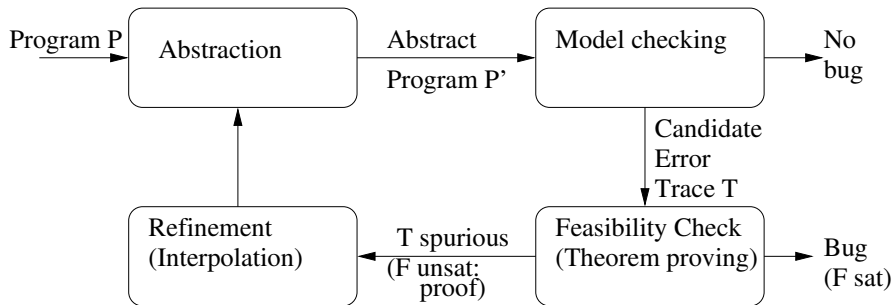 Program P
Abstraction
Abstract
Program P’
Model checking
No
bug
Candidate
Error
Trace T
Refinement
(Interpolation)
T spurious
(F unsat:
proof)
Feasibility Check
(Theorem proving)
Bug
(F sat)